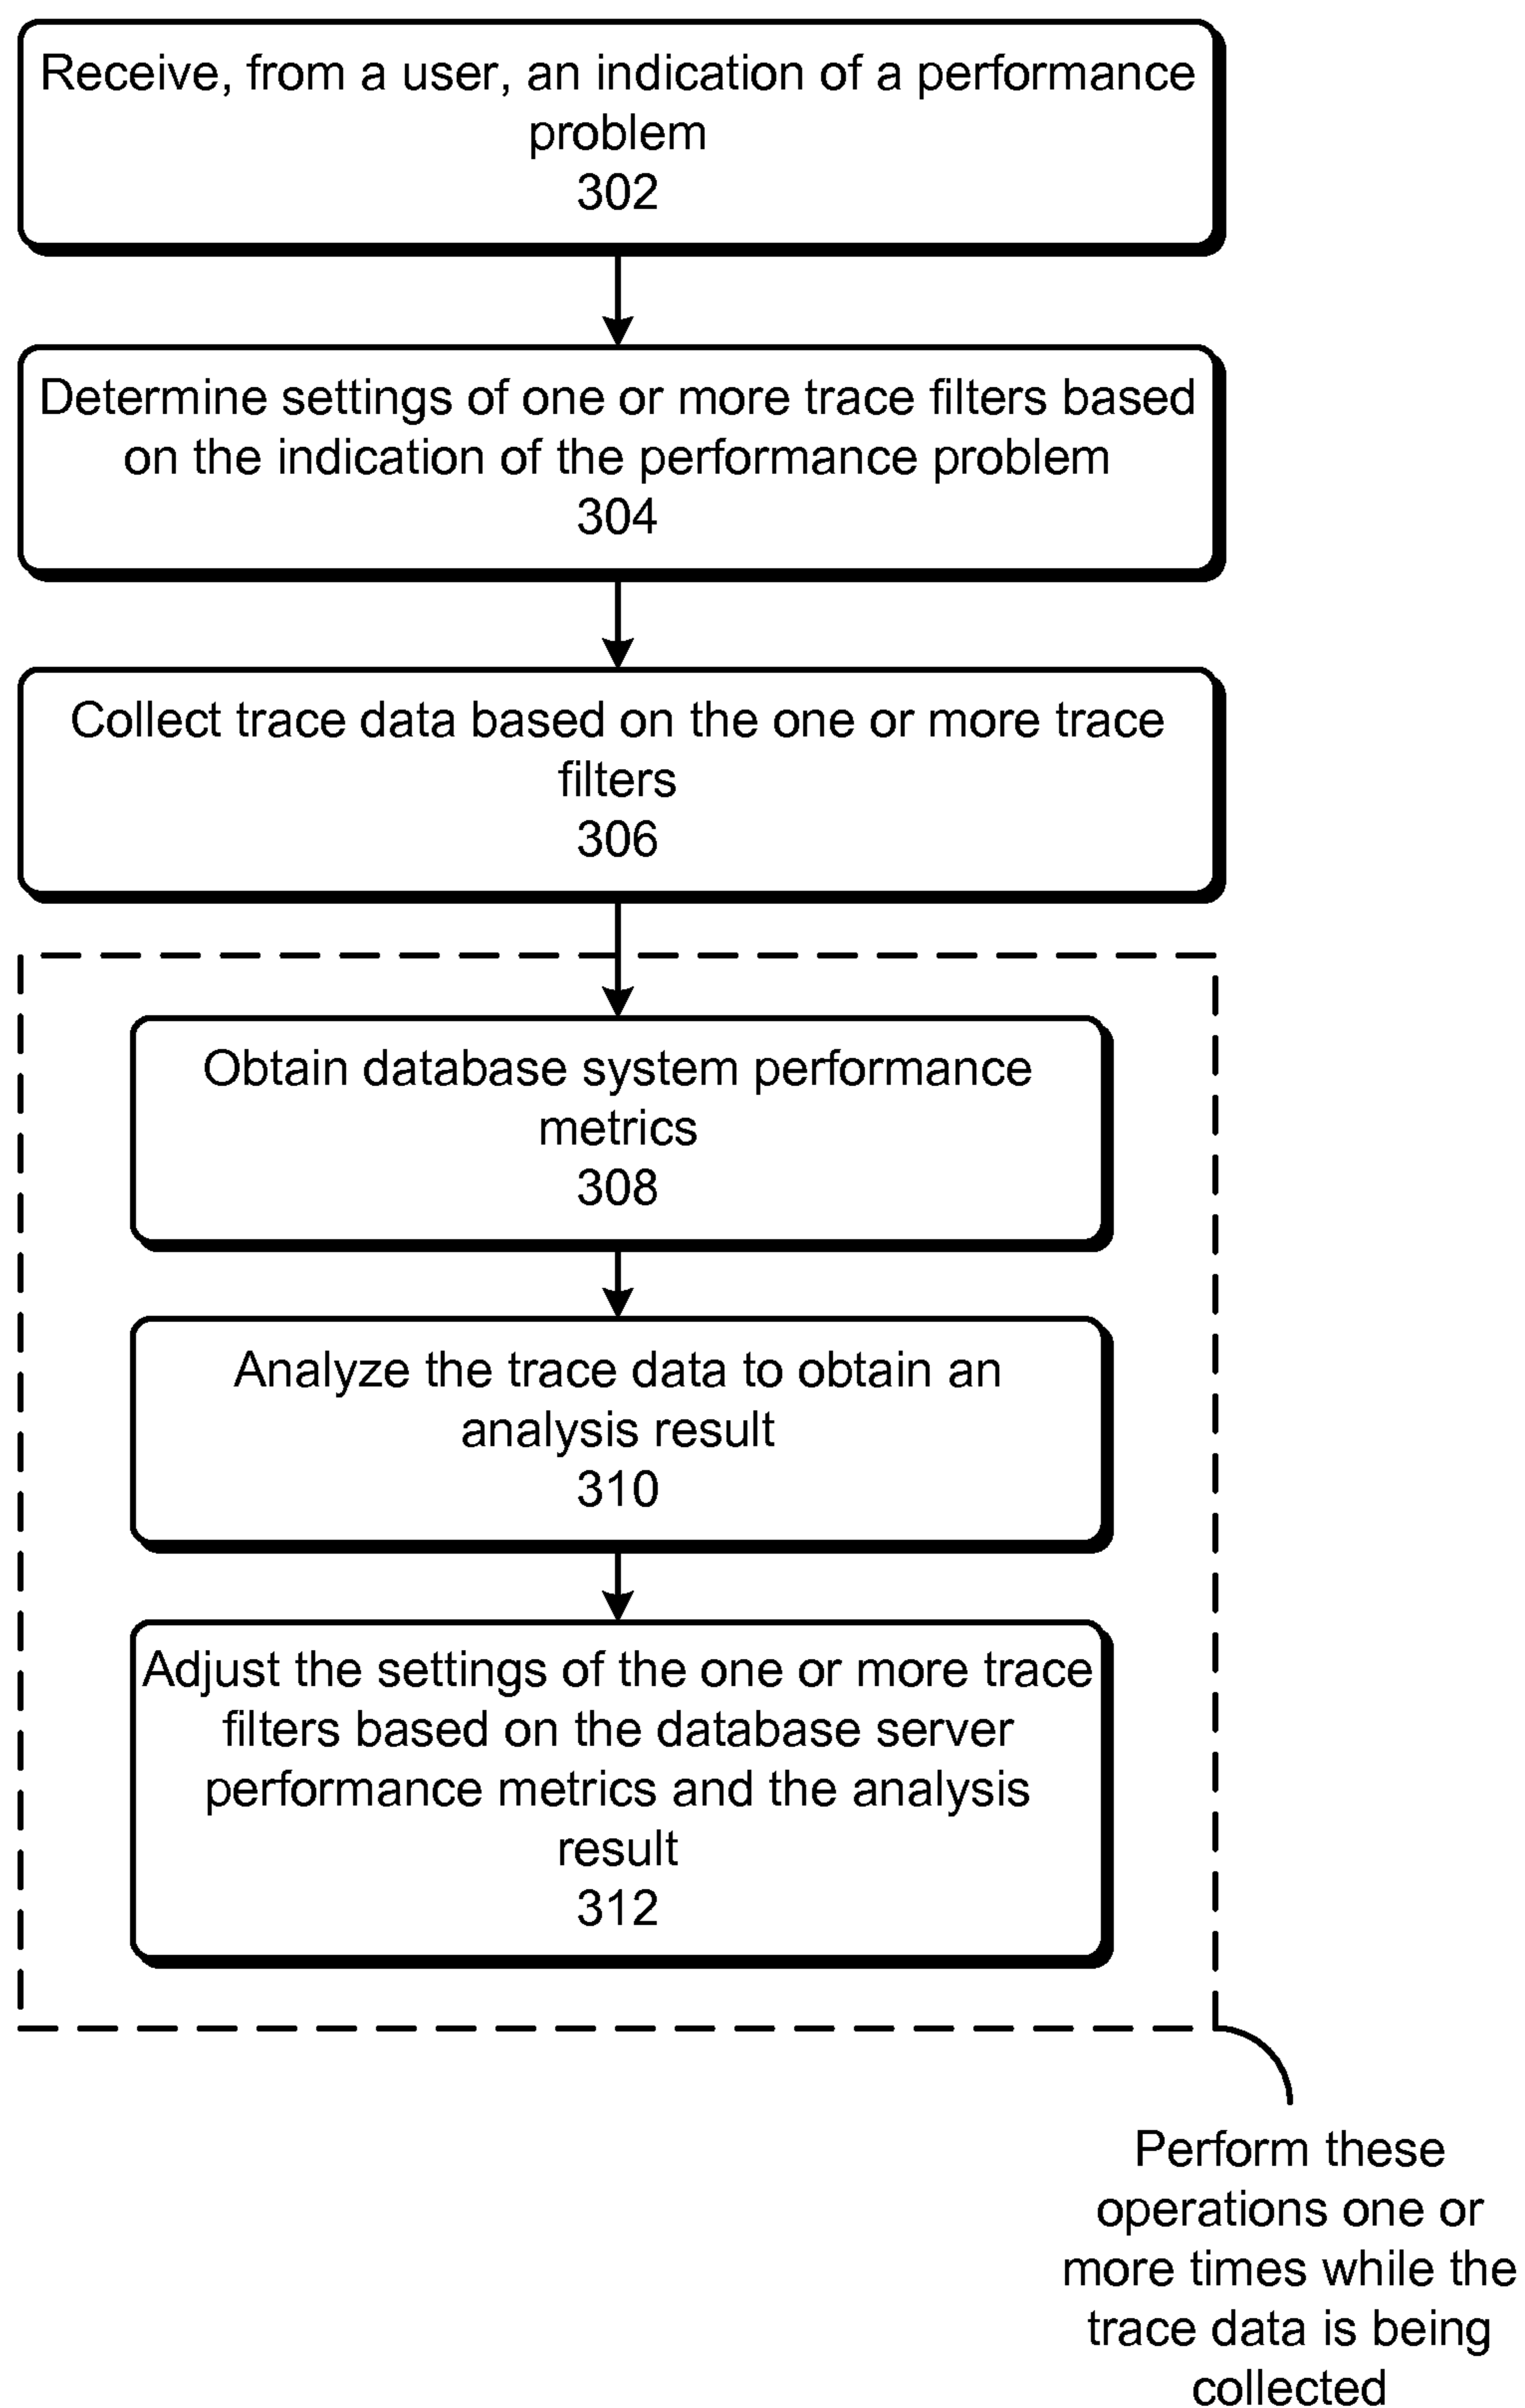 Receive, from a user, an indication of a performance
problem
302
Determine settings of one or more trace filters based
on the indication of the performance problem
304
Collect trace data based on the one or more trace
filters
306
Obtain database system performance
metrics
308
Analyze the trace data to obtain an
analysis result
310
Adjust the settings of the one or more trace
filters based on the database server
performance metrics and the analysis
result
312
Perform these
operations one or
more times while the
trace data is being
collected